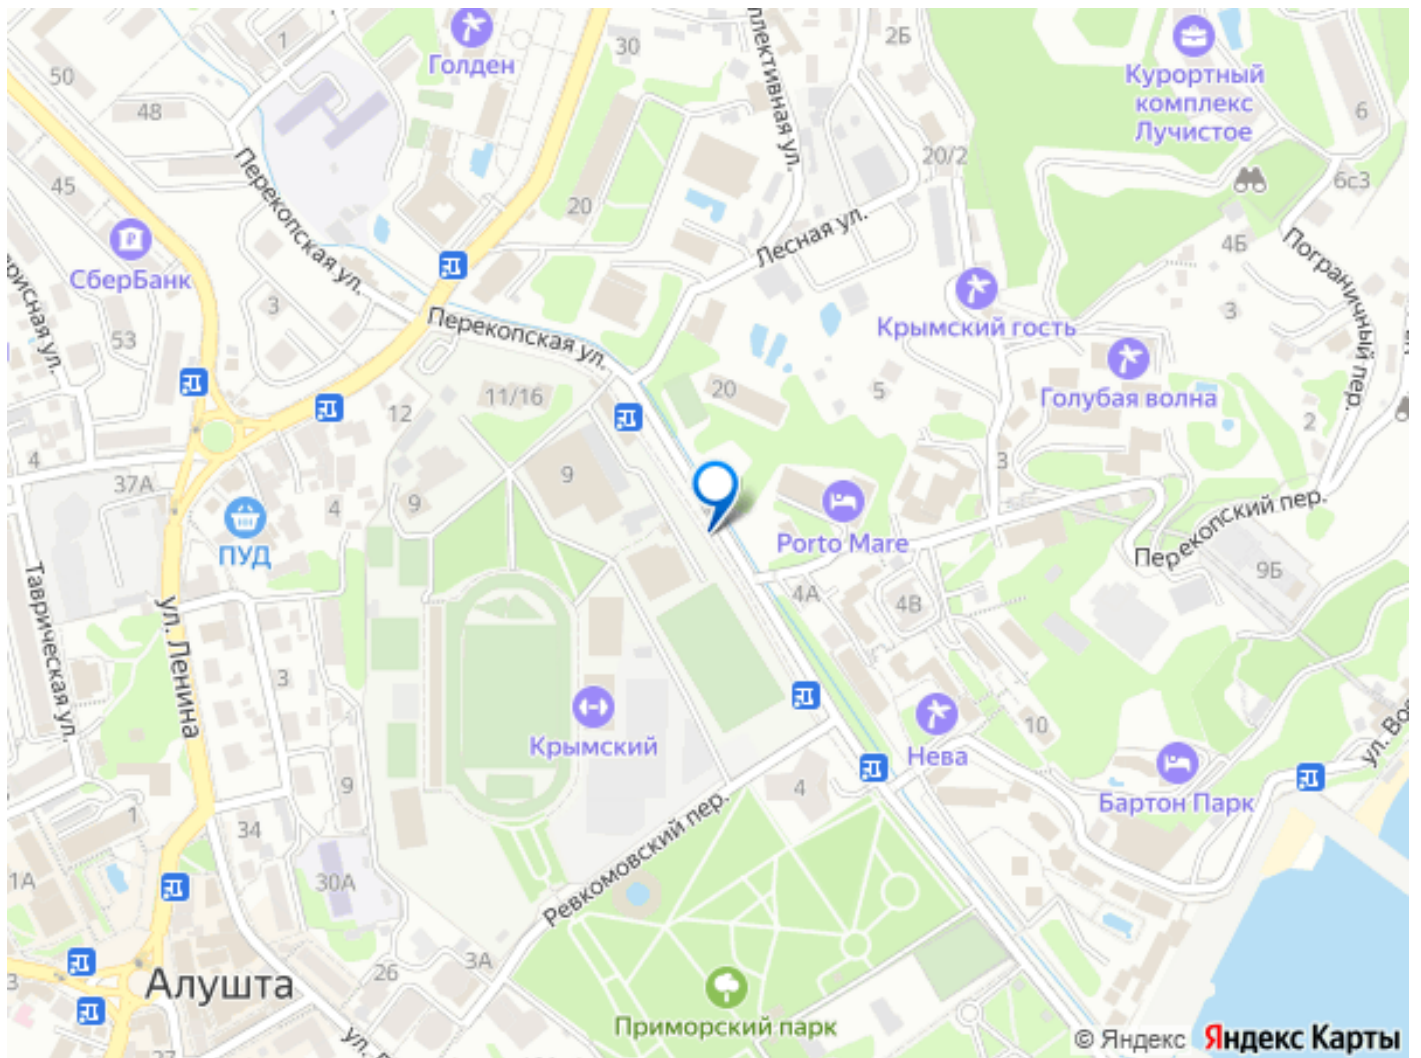 Голден
1
30
2Б
Курортный
комплекс
Лучистое
50
48
6
Перекопская ул.
20/2
6с3
45
20
Лесная ул.
4Б
СберБанк
Пограничный пер.
3
3
Крымский гость
53
Перекопская ул.
5
20
Голубая волна
11/16
12
2
4
37А
9
9
3
4
Porto Mare
Перекопский пер.
ПУД
9Б
4А
4В
Таврическая ул.
ул. Ленина
3
Крымский
Нева
10
9
4
Бартон Парк
1
34
Ревкомовский пер.
30А
1А
3А
26
3
Алушта
Приморский парк
27
© Яндекс Яндекс Карты